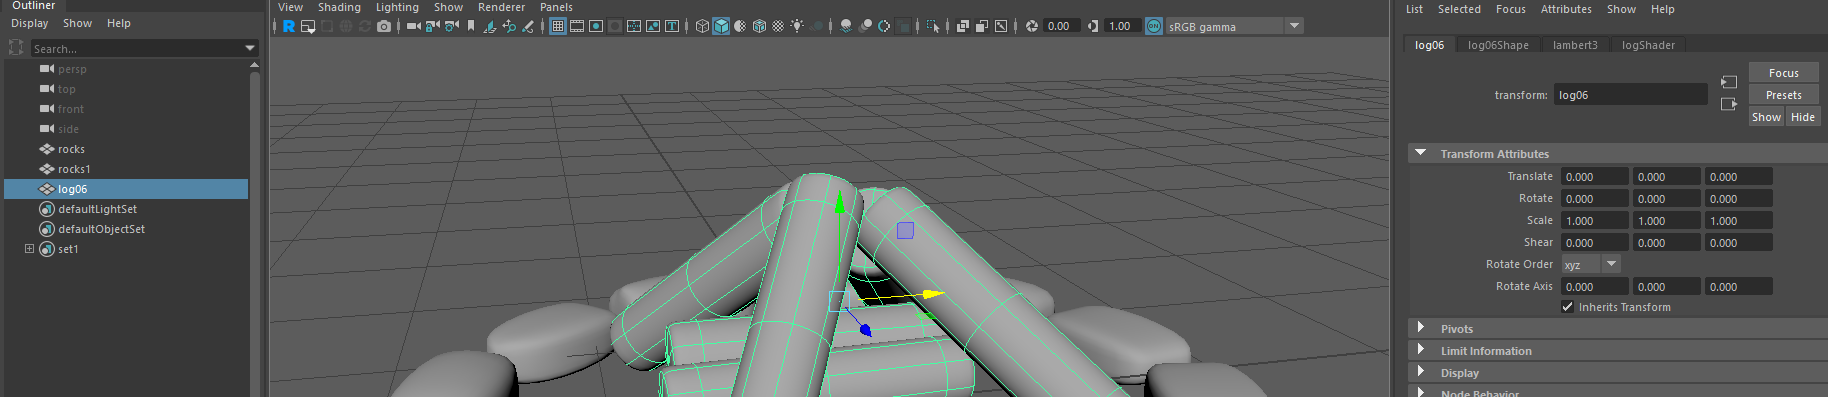 Outliner
Display Show Help
Search...
persp
top
front
side
rocks
rocks1
log06
defaultLightSet
defaultObjectSet
set1
View Shading Lighting Show Renderer Panels
0.00 1.00 ON sRGB gamma
List Selected Focus Attributes Show Help
log06 log06Shape lambert3 logShader
transform: log06
Focus
Presets
Show Hide
Transform Attributes
Translate 0.000 0.000 0.000
Rotate 0.000 0.000 0.000
Scale 1.000 1.000 1.000
Shear 0.000 0.000 0.000
Rotate Order xyz
Rotate Axis 0.000 0.000 0.000
Inherits Transform
Pivots
Limit Information
Display
Node Behavior